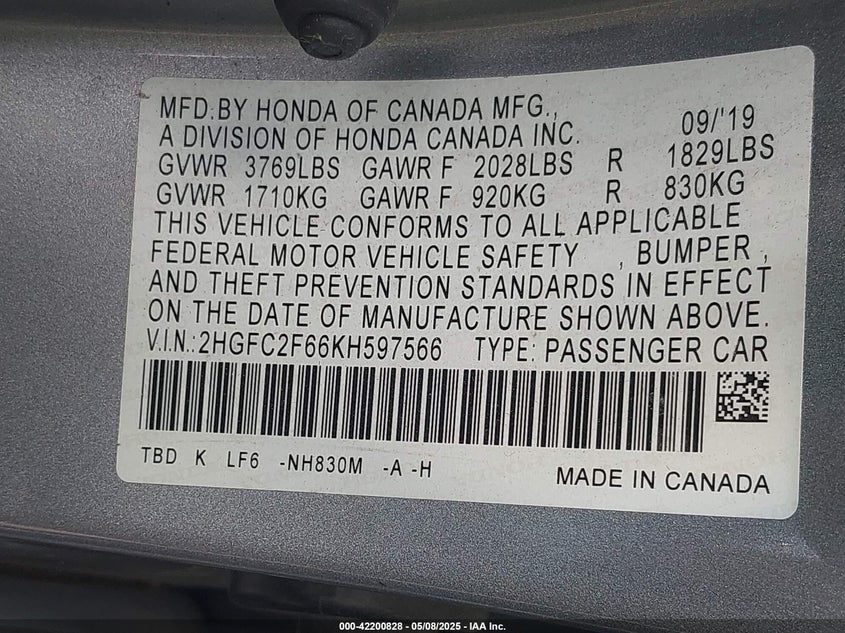 MFD.BY HONDA OF CANADA MFG.,
A DIVISION OF HONDA CANADA INC. 09/'19
GVWR 3769LBS GAWR F 2028LBS R 1829LBS
GVWR 1710KG GAWR F 920KG R 830KG
THIS VEHICLE CONFORMS TO ALL APPLICABLE
FEDERAL MOTOR VEHICLE SAFETY , BUMPER ,
AND THEFT PREVENTION STANDARDS IN EFFECT
ON THE DATE OF MANUFACTURE SHOWN ABOVE.
V.I.N.: 2HGFC2F66KH597566 TYPE: PASSENGER CAR
TBD K LF6 -NH830M -A -H
MADE IN CANADA
000-42200828 - 05/08/2025 - IAA Inc.